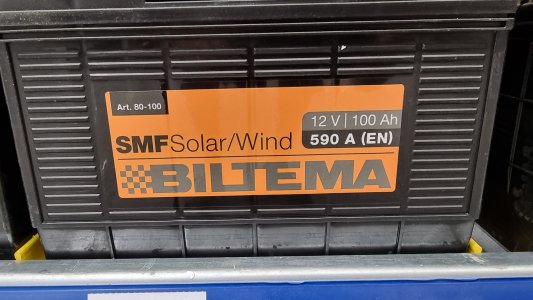 Art. 80-100
12 V | 100 Ah
SMF Solar/Wind
590 A (EN)
BILTEMA